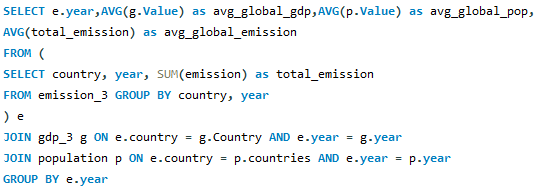 SELECT e.year,AVG(g.Value) as avg_global_gdp,AVG(p.Value) as avg_global_pop,
AVG(total_emission) as avg_global_emission
FROM (
SELECT country, year, SUM(emission) as total_emission
FROM emission_3 GROUP BY country, year
) e
JOIN gdp_3 g ON e.country = g.Country AND e.year = g.year
JOIN population p ON e.country = p.countries AND e.year = p.year
GROUP BY e.year